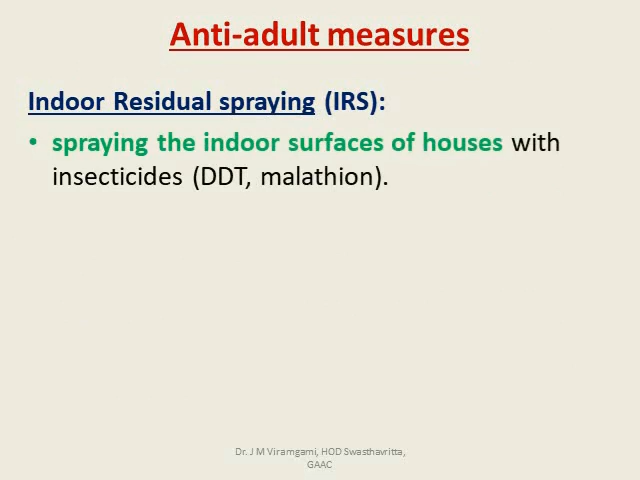 Anti-adult measures
Indoor Residual spraying (IRS):
• spraying the indoor surfaces of houses with
insecticides (DDT, malathion).
Dr. J M Viramgami, HOD Swasthavritta,
GAAC